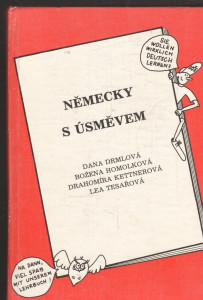 SIE
WOLLEN
WIRKLICH
DEUTSCH
LERNEN?
NĚMECKY
S ÚSMĚVEM
DANA DRMLOVÁ
BOŽENA HOMOLKOVÁ
DRAHOMÍRA KETTNEROVÁ
LEA TESAŘOVÁ
NA DANN,
VIEL SPAß
MIT UNSEREM
LEHRBUCH!